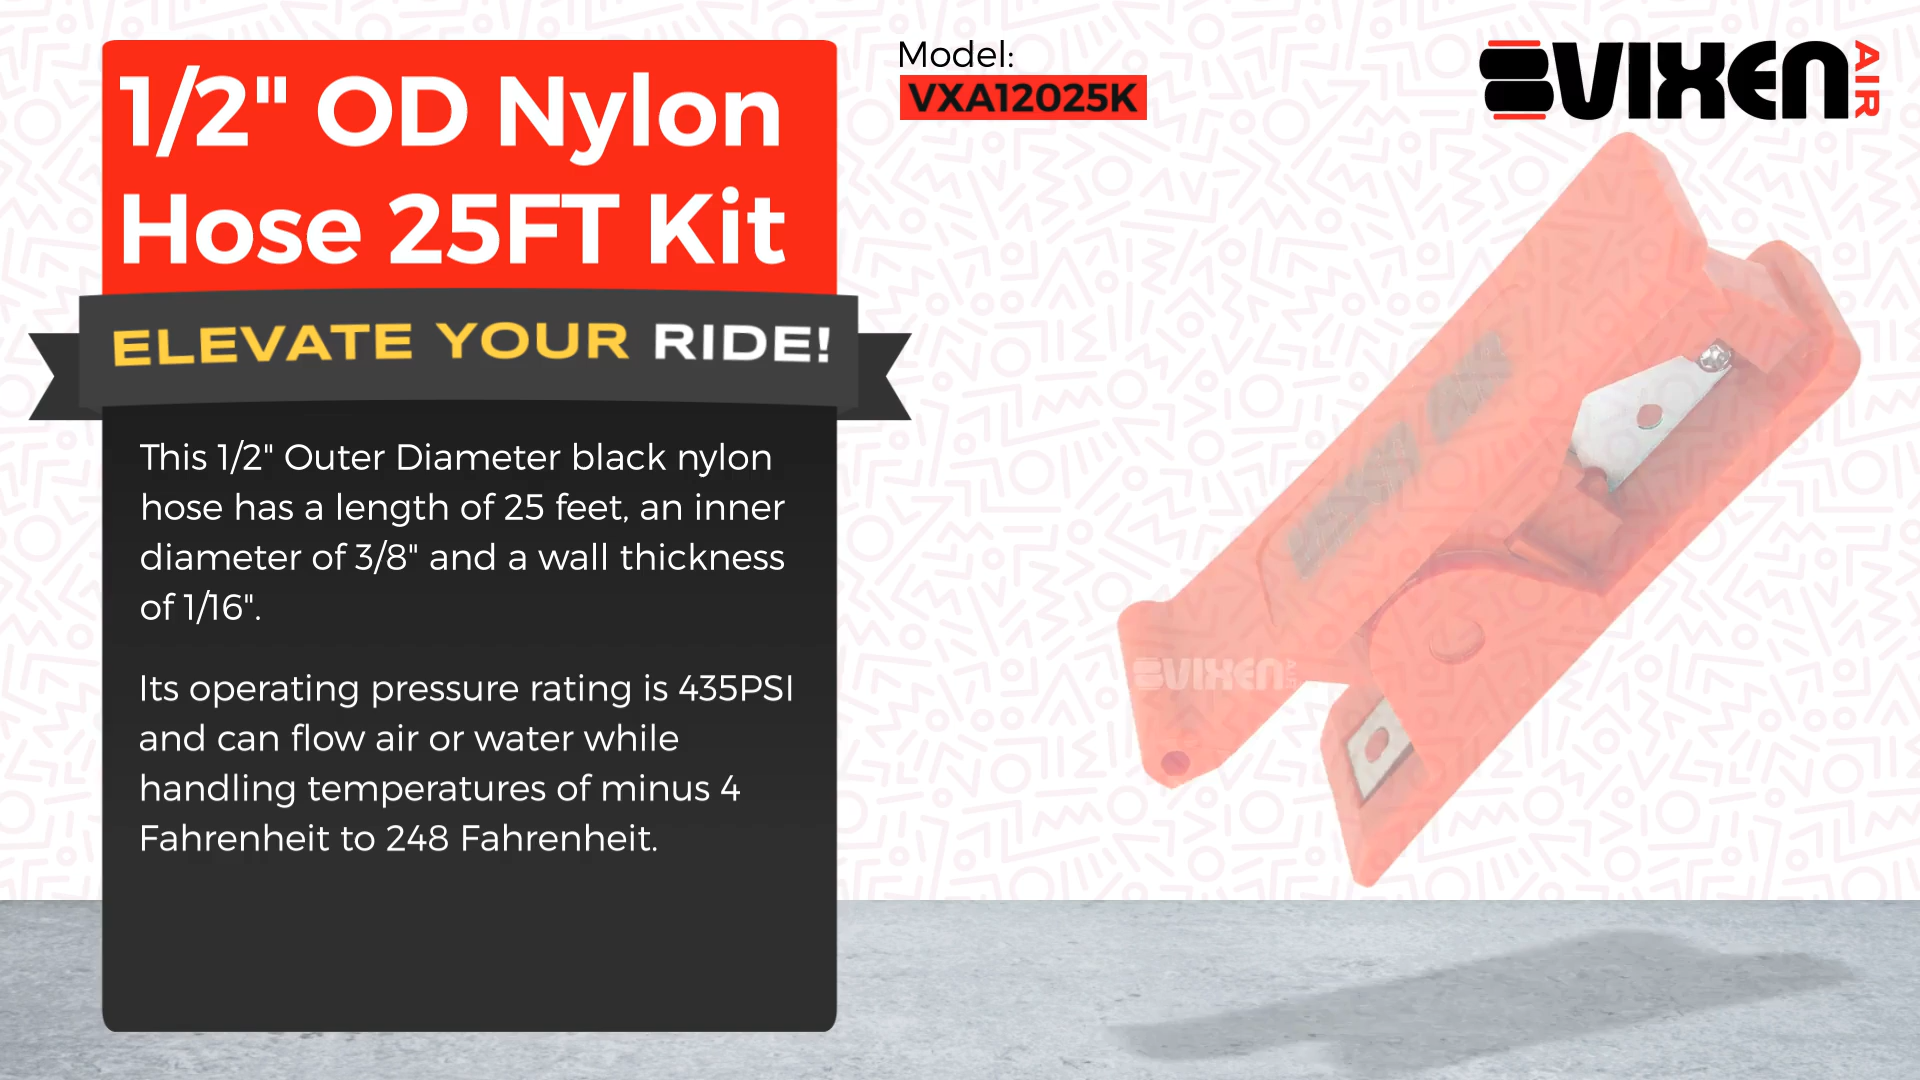 1/2" OD Nylon
Hose 25FT Kit
ELEVATE YOUR RIDE!
This 1/2" Outer Diameter black nylon
hose has a length of 25 feet, an inner
diameter of 3/8" and a wall thickness
of 1/16".
Its operating pressure rating is 435PSI
and can flow air or water while
handling temperatures of minus 4
Fahrenheit to 248 Fahrenheit.
Model:
VXA12025K
VIXEN AIR
VIXEN AIR